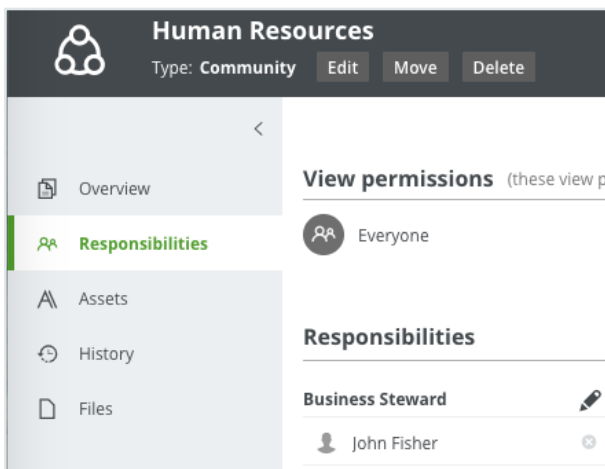 Human Resources
Type: Community Edit Move Delete
Overview
Responsibilities
Assets
History
Files
View permissions (these view p
Everyone
Responsibilities
Business Steward
John Fisher